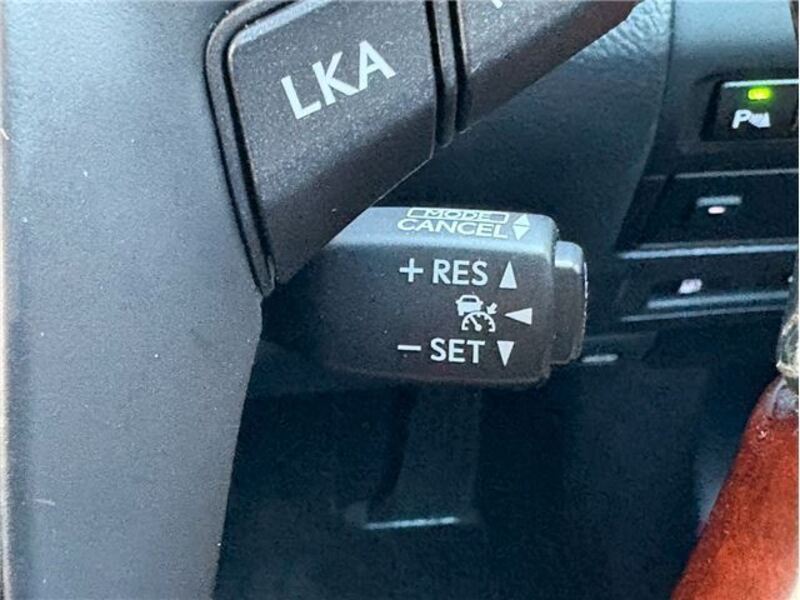 LKA
MODE
CANCEL
+ RES
– SET
P